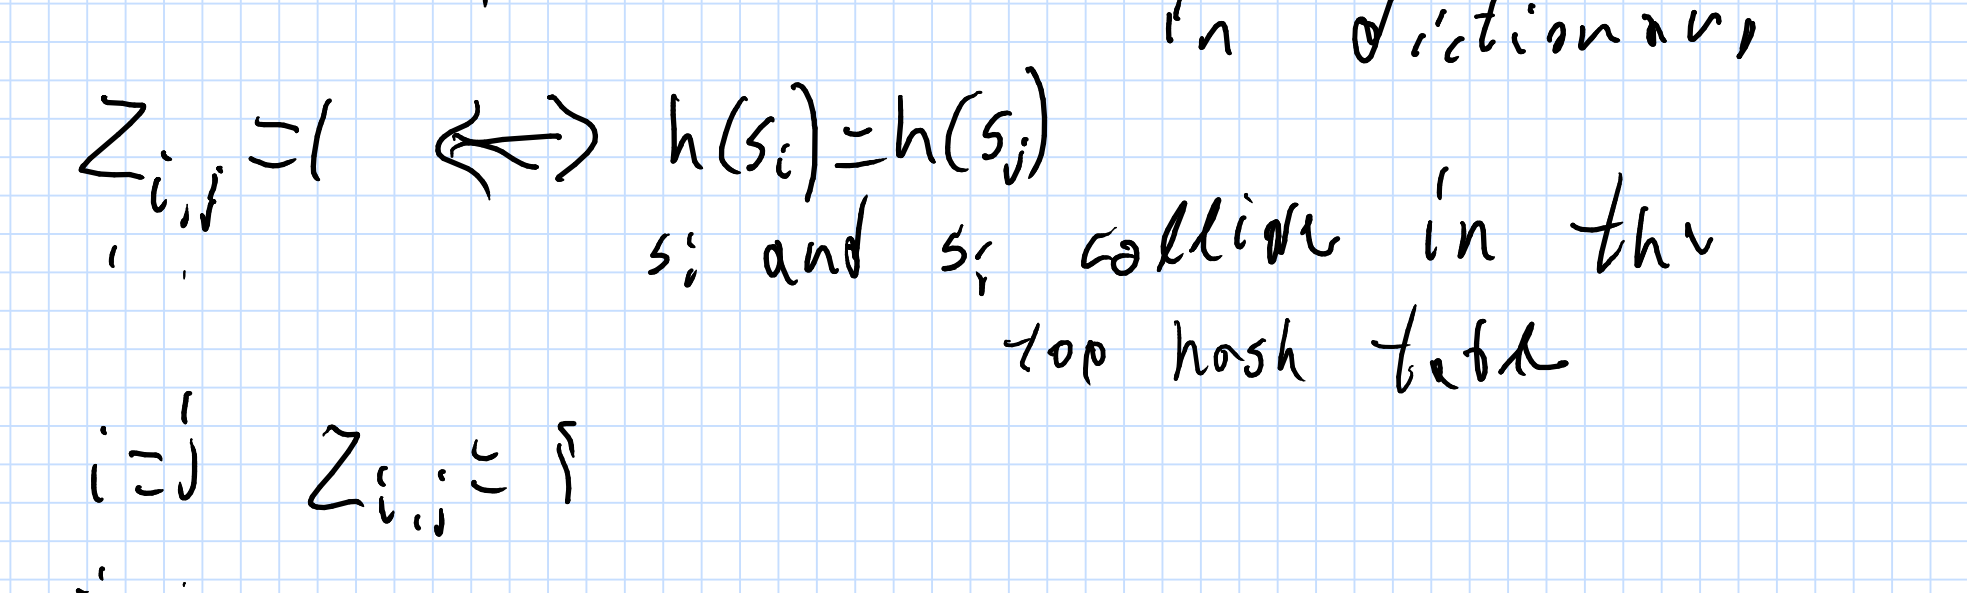 in dictionary
Z_{i,j} = 1 ⟺ h(s_i) = h(s_j)
s_i and s_j collide in the
top hash table
i = j Z_{i,j} = 1